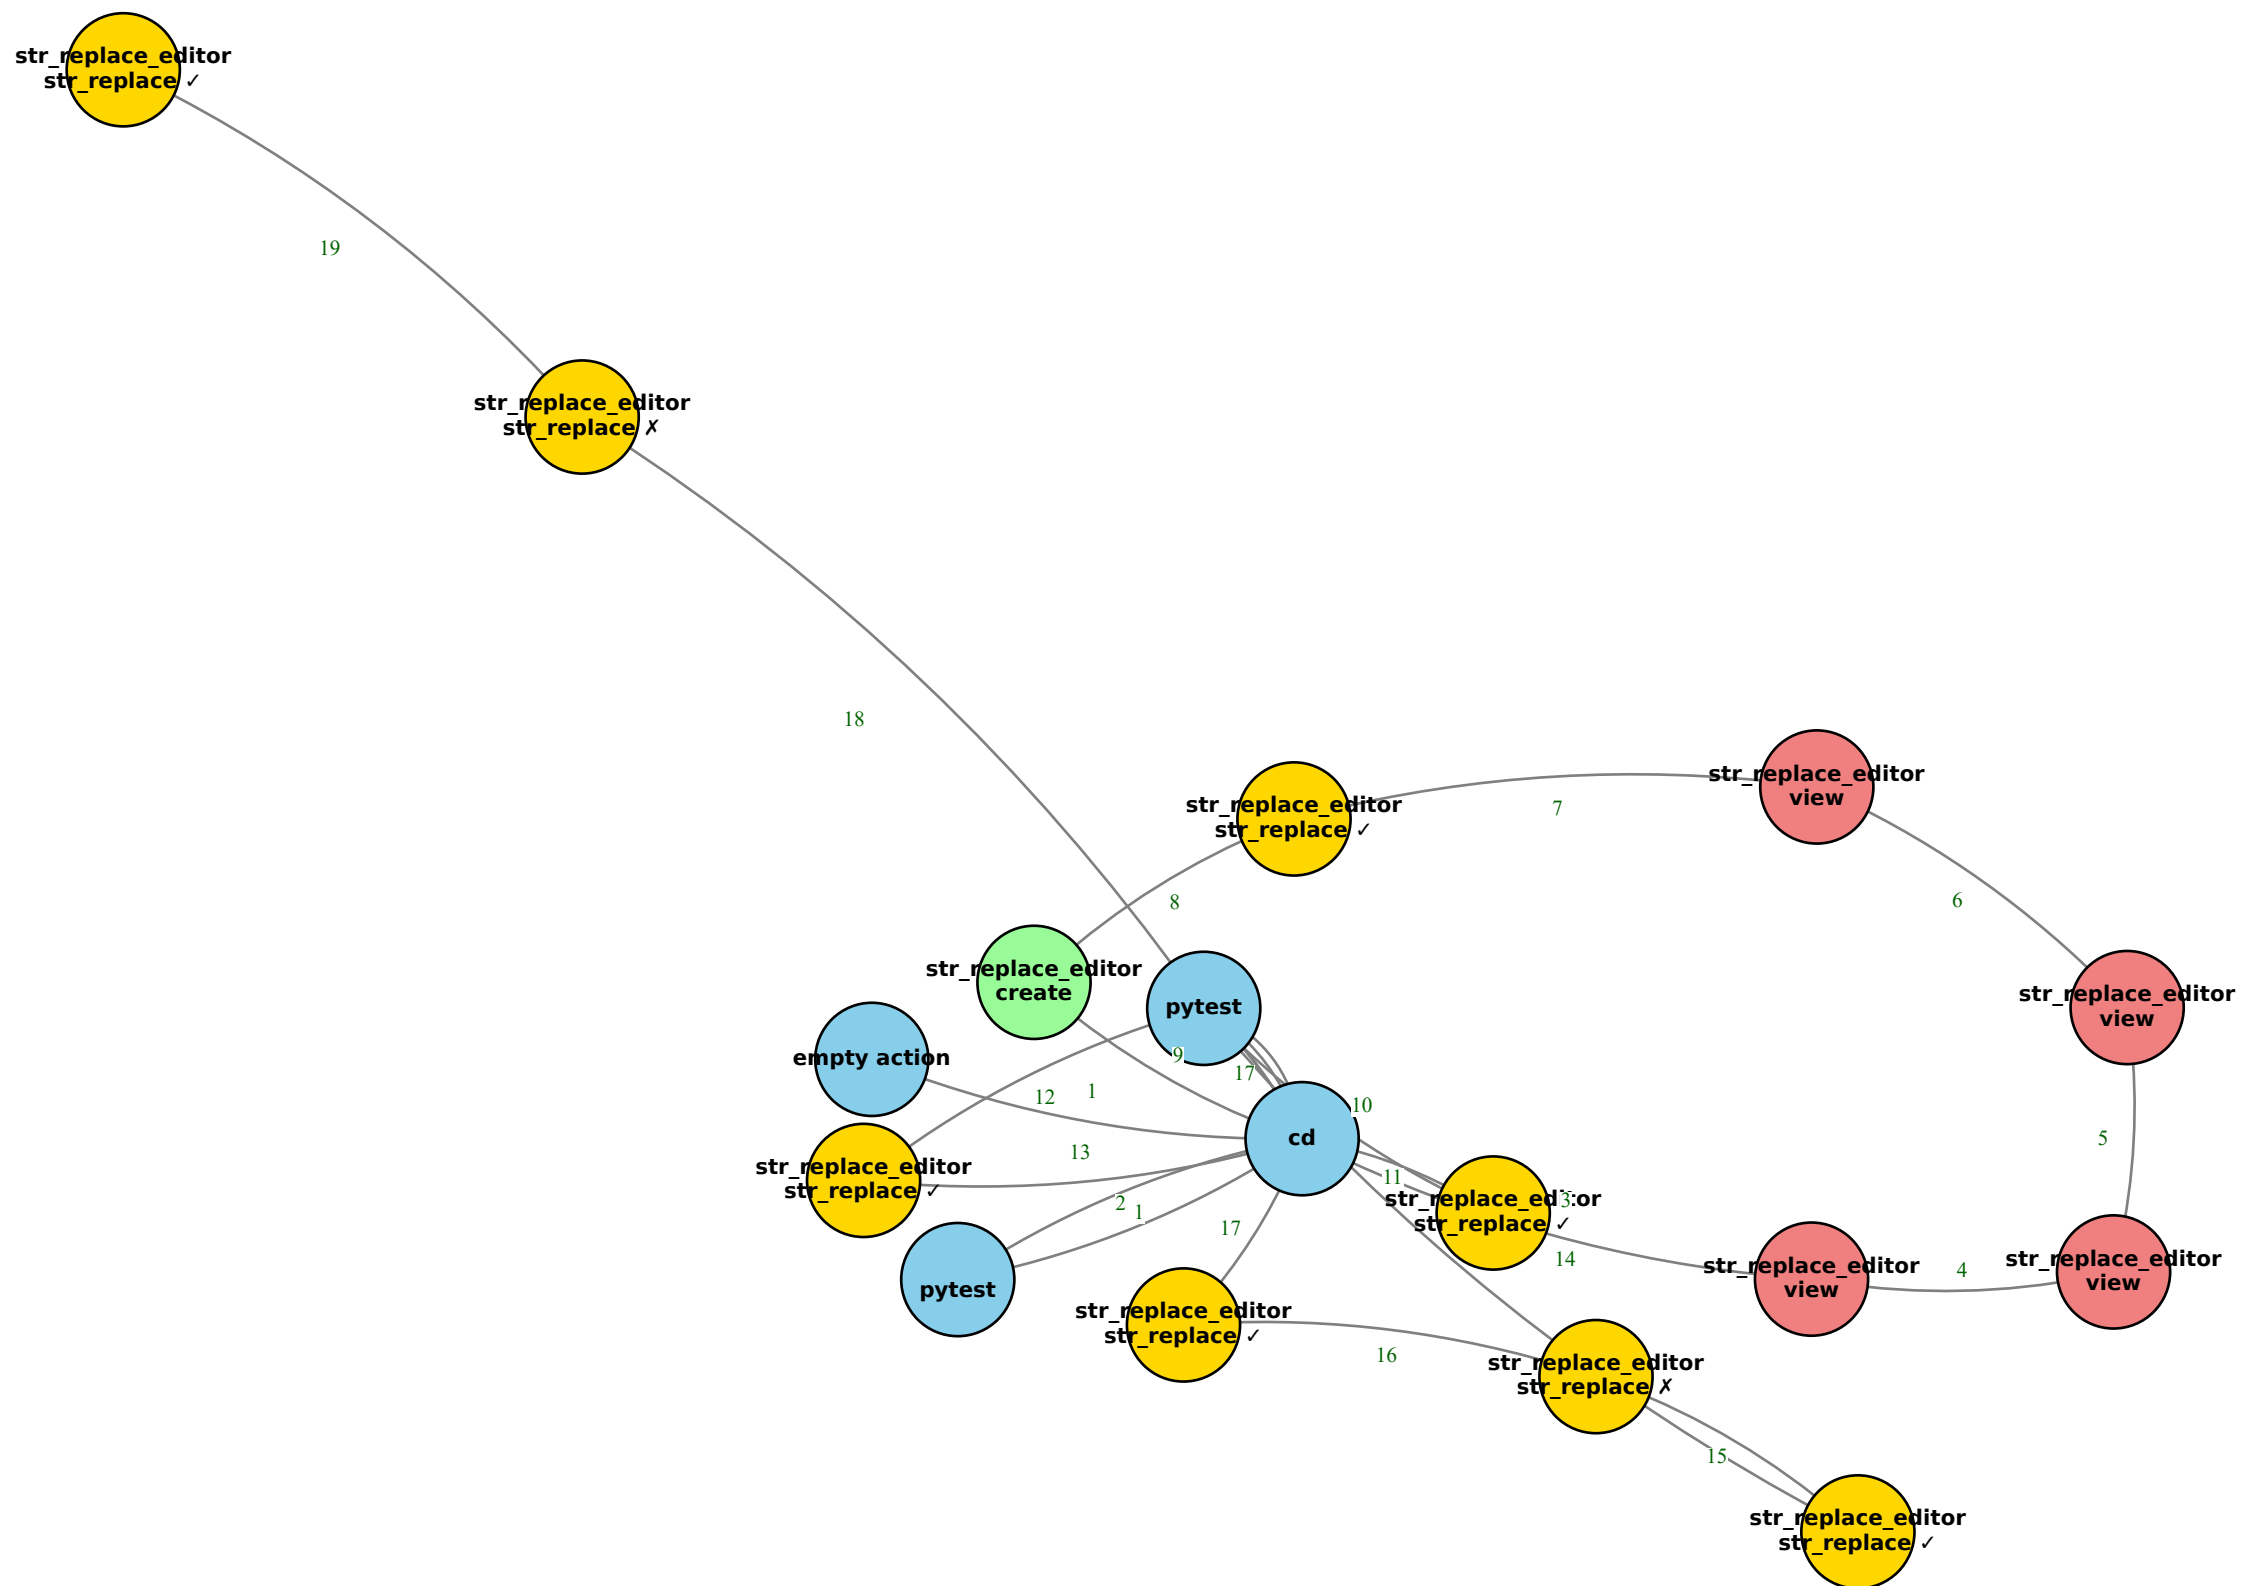 str_replace_editor
str_replace ✓
19
str_replace_editor
str_replace ✗
18
str_replace_editor
view
str_replace_editor
str_replace ✓
7
8
6
str_replace_editor
create
pytest
str_replace_editor
view
empty action
9
17
12
1
10
cd
5
13
str_replace_editor
str_replace ✓
11
str_replace_editor
str_replace ✓
3
2
1
17
14
str_replace_editor
view
4
str_replace_editor
view
pytest
str_replace_editor
str_replace ✓
16
str_replace_editor
str_replace ✗
15
str_replace_editor
str_replace ✓